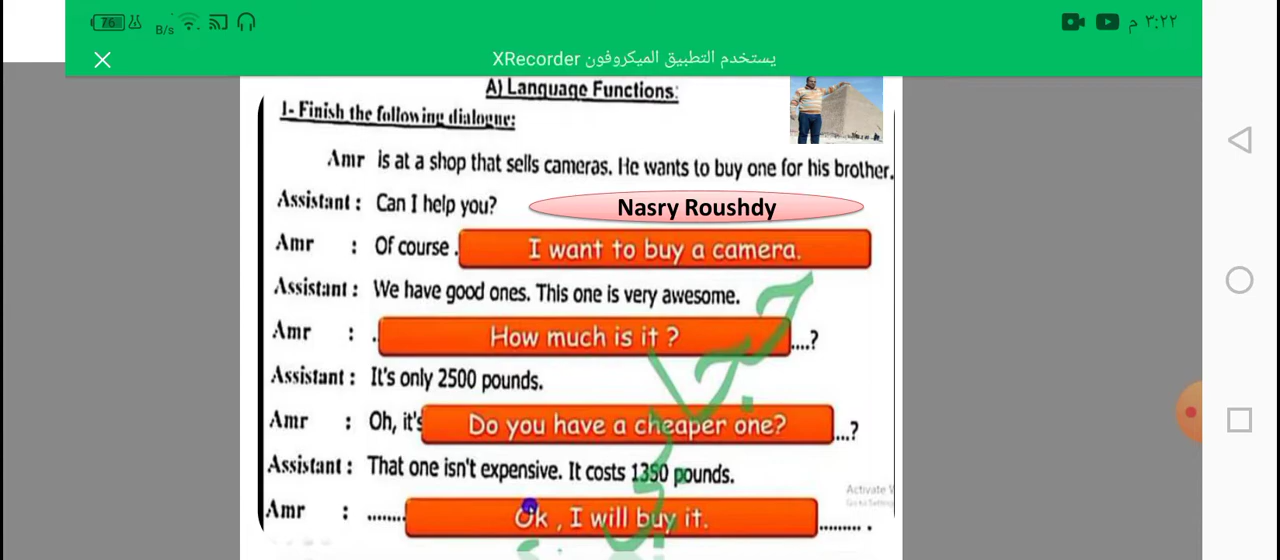 76 B/s ٣:٢٢ م
يستخدم التطبيق الميكروفون XRecorder
A) Language Functions:
1- Finish the following dialogue:
Amr is at a shop that sells cameras. He wants to buy one for his brother.
Assistant : Can I help you? Nasry Roushdy
Amr : Of course . I want to buy a camera.
Assistant : We have good ones. This one is very awesome.
Amr : . How much is it ? ....?
Assistant : It's only 2500 pounds.
Amr : Oh, it's Do you have a cheaper one? ...?
Assistant : That one isn't expensive. It costs 1350 pounds.
Activate
Amr : ........ Ok , I will buy it. ......... .